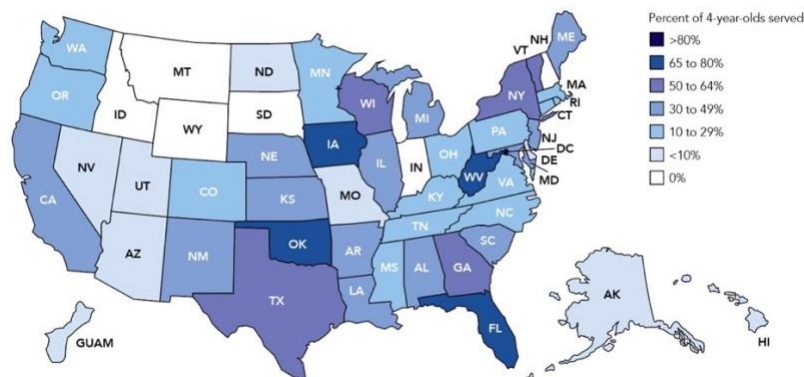 Percent of 4-year-olds served
>80%
65 to 80%
50 to 64%
30 to 49%
10 to 29%
<10%
0%
WA
OR
CA
NV
ID
MT
WY
UT
AZ
CO
NM
ND
SD
NE
KS
OK
TX
MN
IA
MO
AR
LA
WI
IL
MI
IN
OH
KY
TN
MS
AL
GA
FL
SC
NC
VA
WV
PA
NY
VT
NH
ME
MA
RI
CT
NJ
DC
DE
MD
AK
HI
GUAM